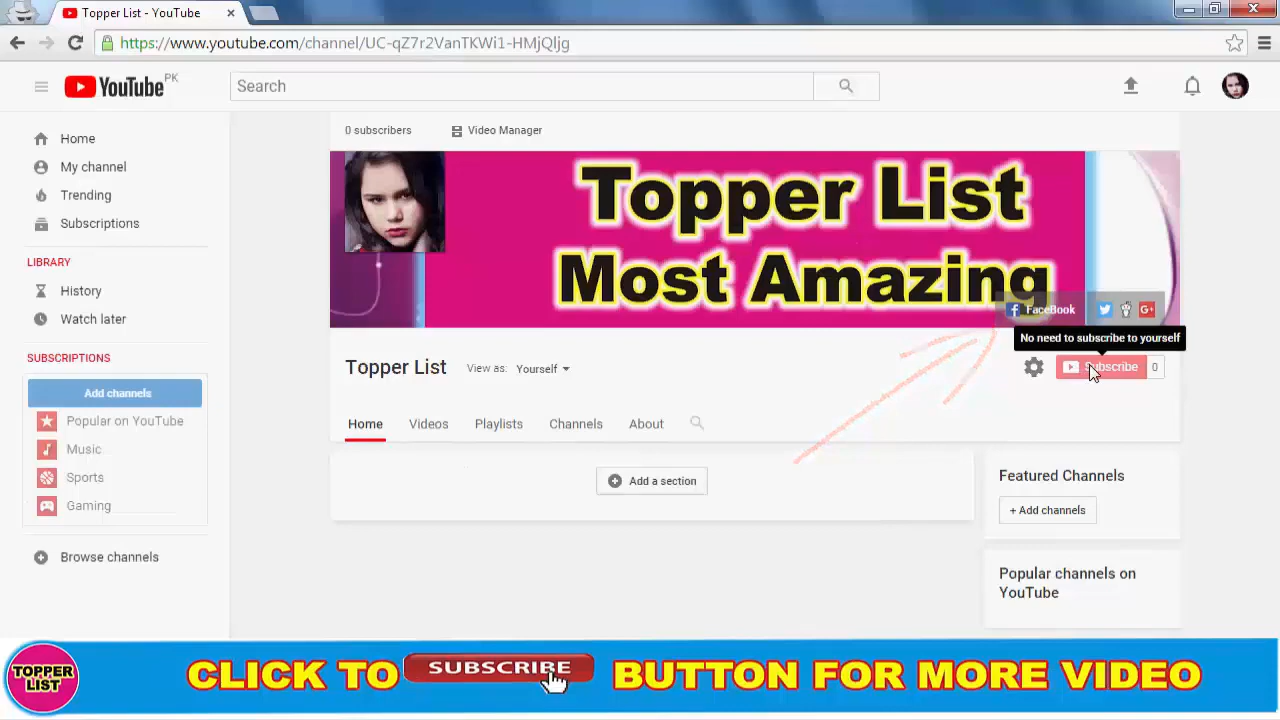 Topper List - YouTube
https://www.youtube.com/channel/UC-qZ7r2VanTKWi1-HMjQljg
YouTube PK
Search
Home
My channel
Trending
Subscriptions
LIBRARY
History
Watch later
SUBSCRIPTIONS
Add channels
Popular on YouTube
Music
Sports
Gaming
Browse channels
0 subscribers
Video Manager
Topper List
Most Amazing
FaceBook
No need to subscribe to yourself
Topper List
View as: Yourself
Subscribe
0
Home
Videos
Playlists
Channels
About
Add a section
Featured Channels
+ Add channels
Popular channels on
YouTube
TOPPER
LIST
CLICK TO SUBSCRIBE BUTTON FOR MORE VIDEO